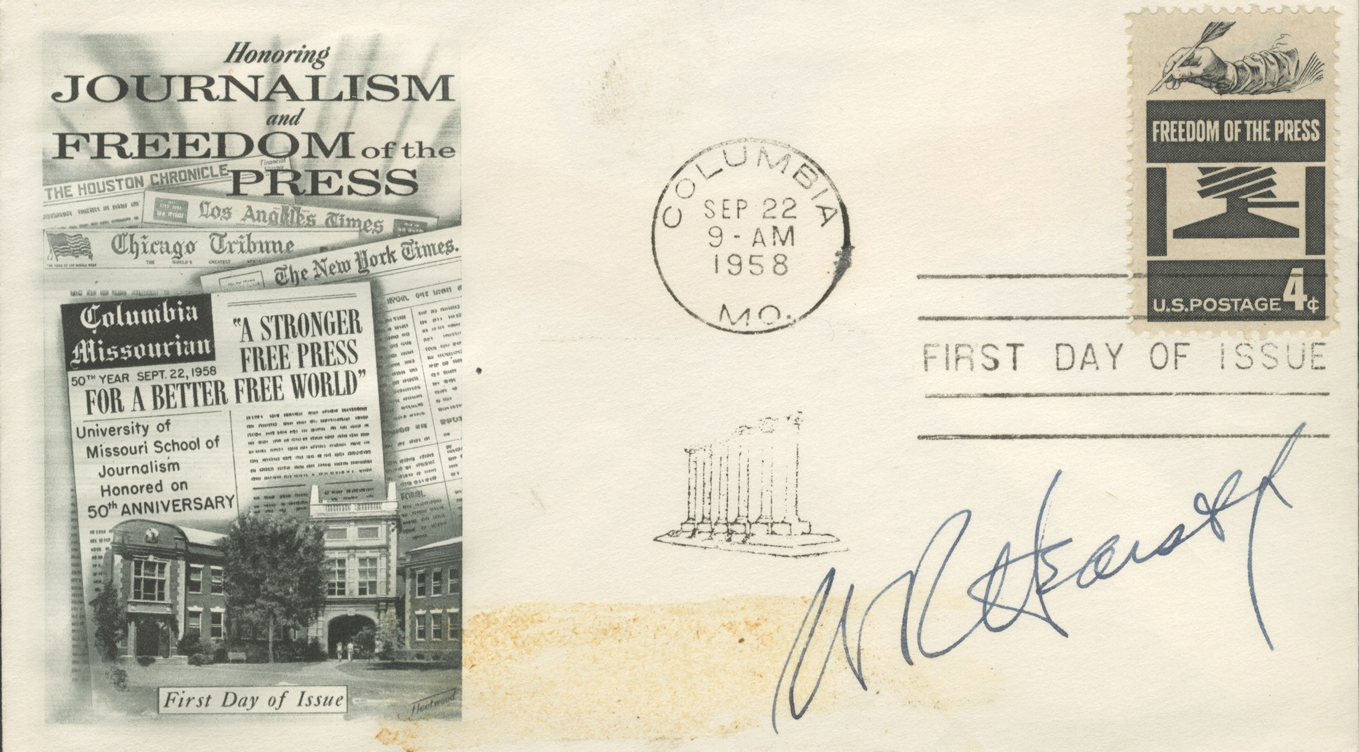 Honoring
JOURNALISM
and
FREEDOM of the
PRESS
THE HOUSTON CHRONICLE
Los Angeles Times
Chicago Tribune
The New York Times.
Columbia
Missourian
50TH YEAR SEPT. 22, 1958
"A STRONGER
FREE PRESS
FOR A BETTER FREE WORLD"
University of
Missouri School of
Journalism
Honored on
50th ANNIVERSARY
First Day of Issue
Fleetwood
COLUMBIA
SEP 22
9-AM
1958
MO.
FREEDOM OF THE PRESS
U.S. POSTAGE 4¢
FIRST DAY OF ISSUE
W R Hearst Jr